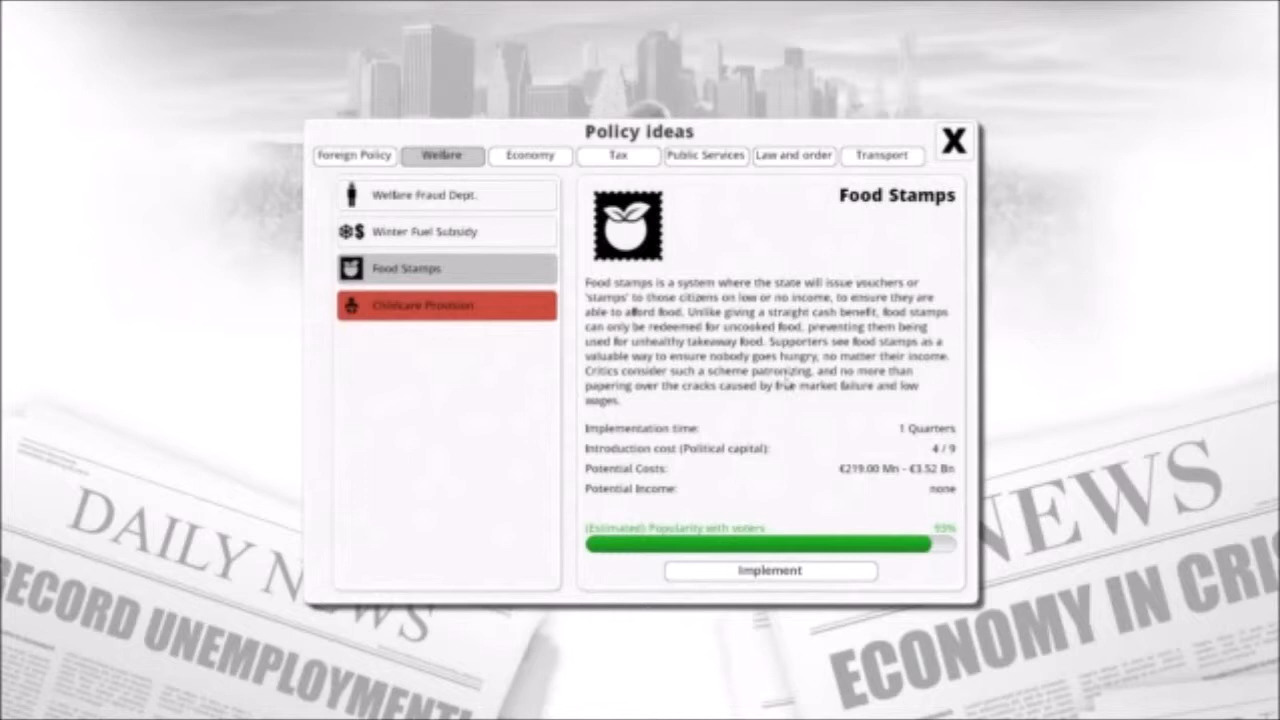 Policy Ideas
X
Foreign Policy
Welfare
Economy
Tax
Public Services
Law and order
Transport
Welfare Fraud Dept.
Winter Fuel Subsidy
Food Stamps
Childcare Provision
Food Stamps
Food stamps is a system where the state will issue vouchers or
'stamps' to those citizens on low or no income, to ensure they are
able to afford food. Unlike giving a straight cash benefit, food stamps
can only be redeemed for uncooked food, preventing them being
used for unhealthy takeaway food. Supporters see food stamps as a
valuable way to ensure nobody goes hungry, no matter their income.
Critics consider such a scheme patronizing, and no more than
papering over the cracks caused by free market failure and low
wages.
Implementation time: 1 Quarters
Introduction cost (Political capital): 4 / 9
Potential Costs: €219.00 Mn - €3.52 Bn
Potential Income: none
(Estimated) Popularity with voters 93%
Implement
DAILY NEWS
RECORD UNEMPLOYMENT!
NEWS
ECONOMY IN CRI